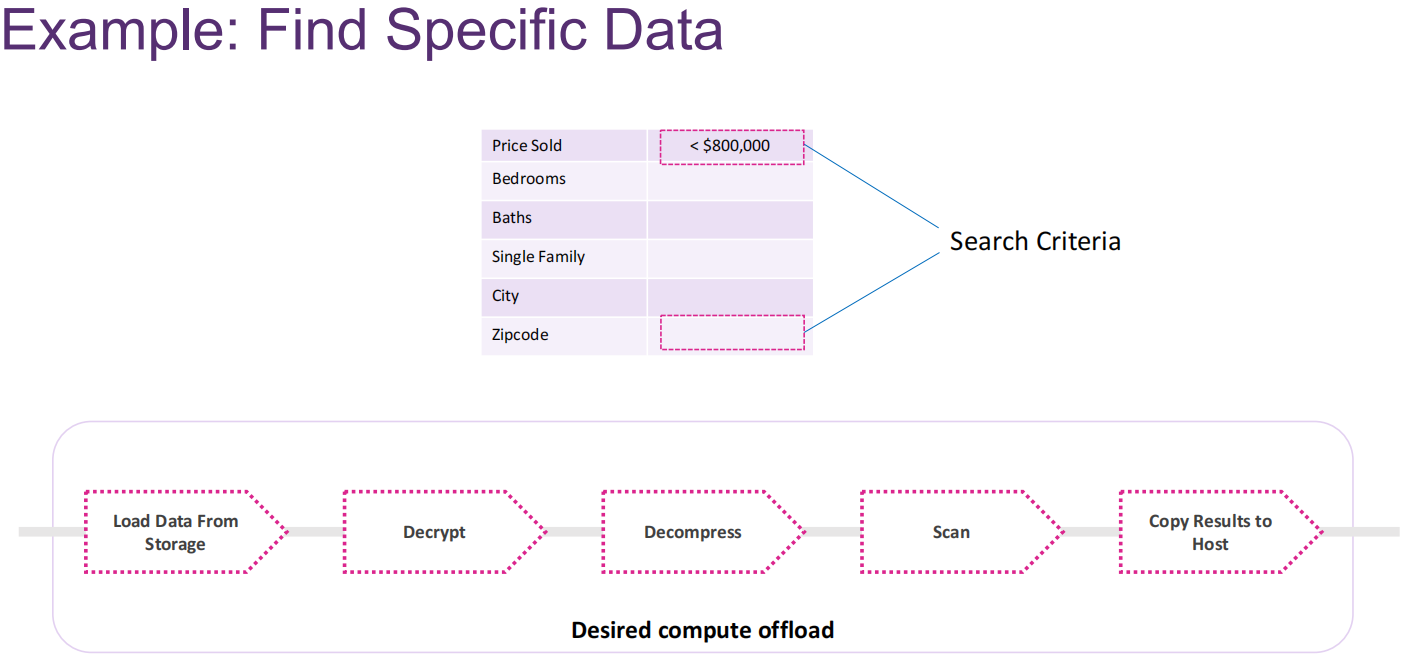 Example: Find Specific Data
Price Sold < $800,000
Bedrooms
Baths
Single Family
City
Zipcode
Search Criteria
Load Data From
Storage
Decrypt
Decompress
Scan
Copy Results to
Host
Desired compute offload